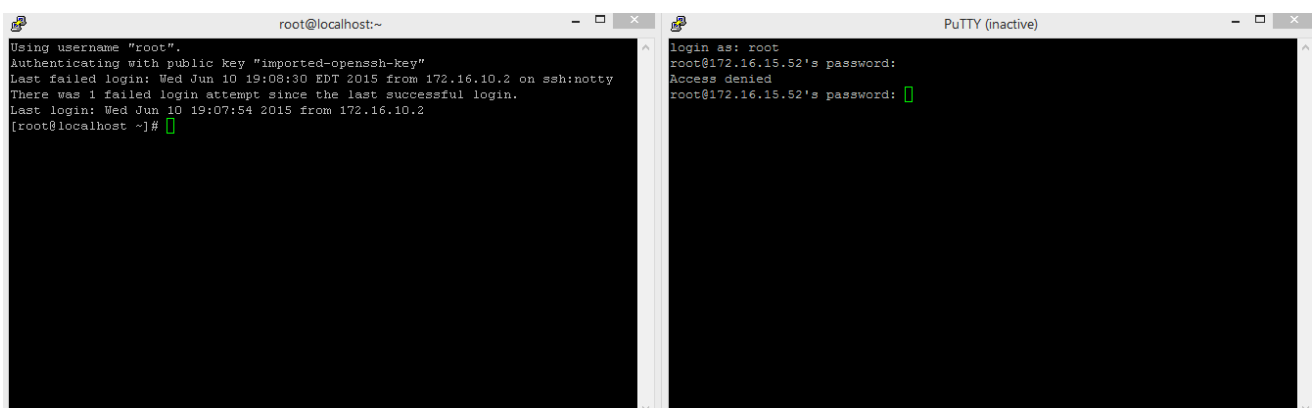 root@localhost:~
Using username "root".
Authenticating with public key "imported-openssh-key"
Last failed login: Wed Jun 10 19:08:30 EDT 2015 from 172.16.10.2 on ssh:notty
There was 1 failed login attempt since the last successful login.
Last login: Wed Jun 10 19:07:54 2015 from 172.16.10.2
[root@localhost ~]#
PuTTY (inactive)
login as: root
root@172.16.15.52's password:
Access denied
root@172.16.15.52's password: